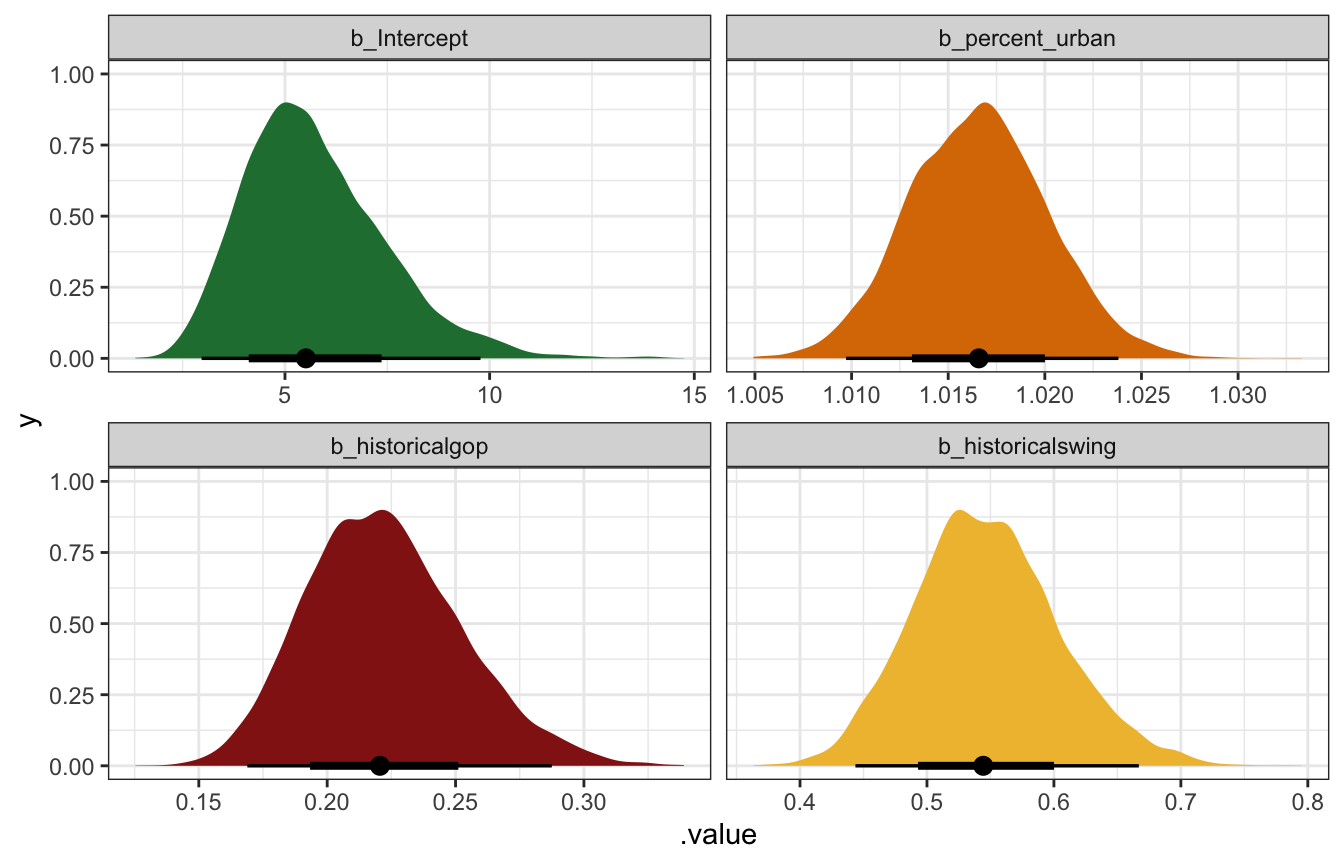 b_Intercept
b_percent_urban
1.00
0.75
0.50
0.25
0.00
5 10 15
1.005 1.010 1.015 1.020 1.025 1.030
y
b_historicalgop
b_historicalswing
1.00
0.75
0.50
0.25
0.00
0.15 0.20 0.25 0.30
0.4 0.5 0.6 0.7 0.8
.value